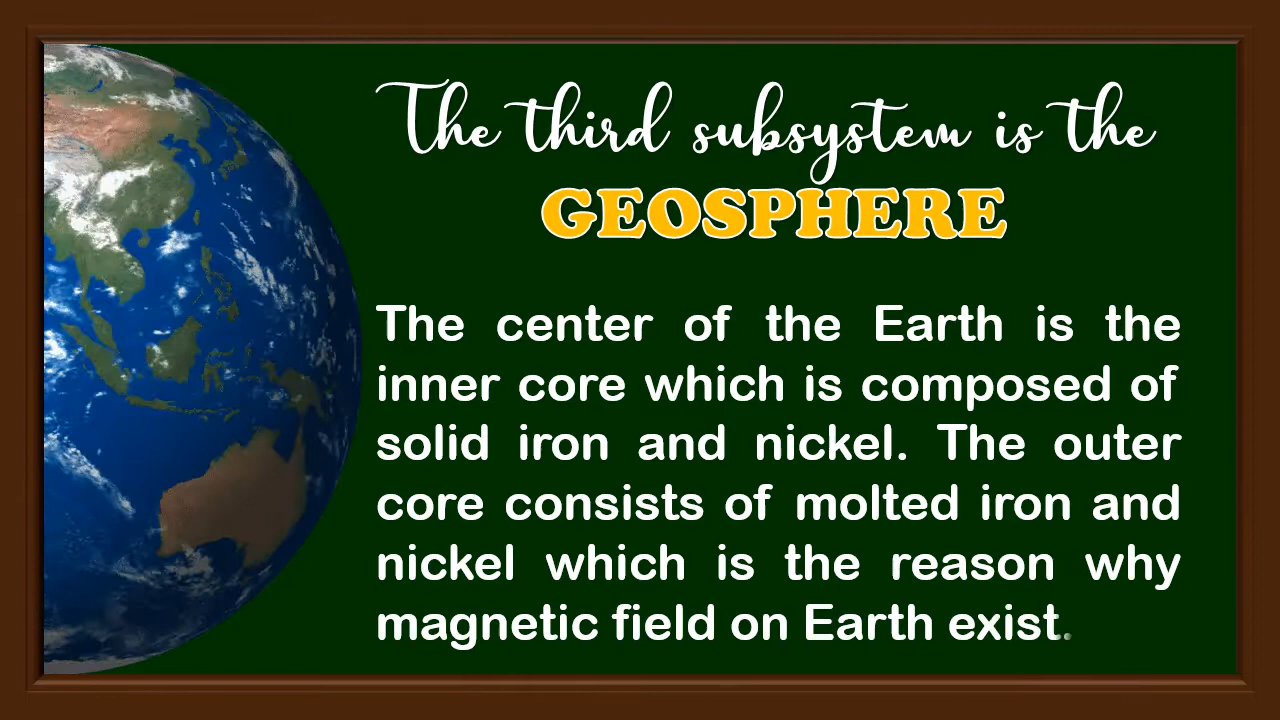 The third subsystem is the
GEOSPHERE
The center of the Earth is the
inner core which is composed of
solid iron and nickel. The outer
core consists of molted iron and
nickel which is the reason why
magnetic field on Earth exist..